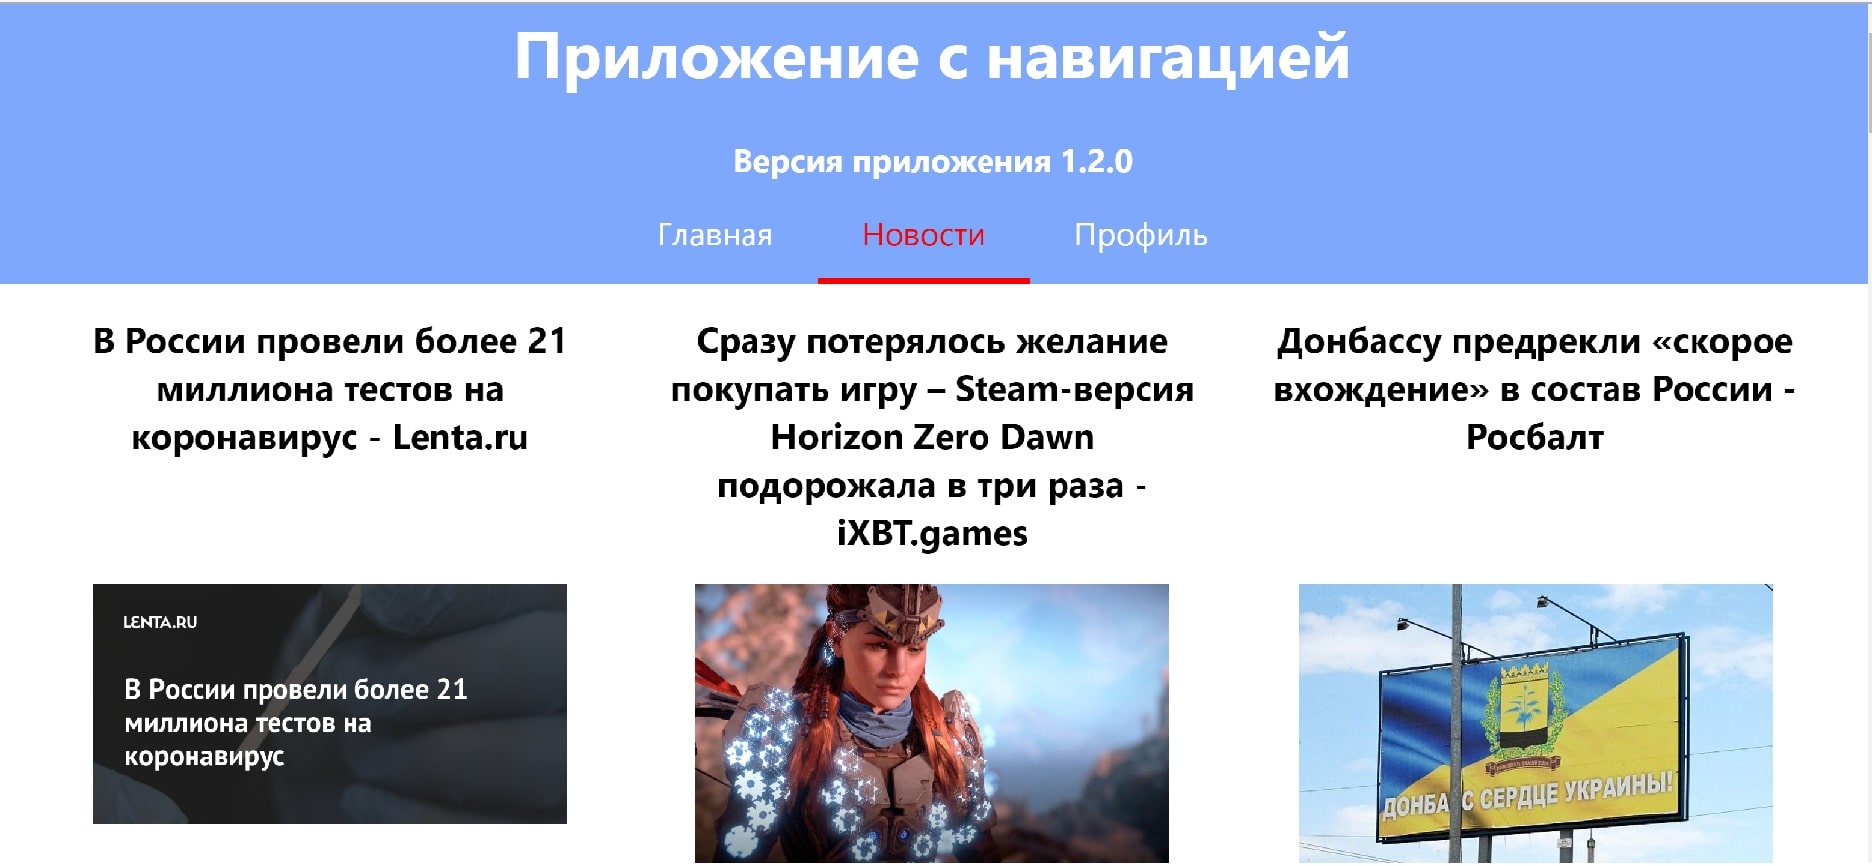 Приложение с навигацией
Версия приложения 1.2.0
Главная
Новости
Профиль
В России провели более 21
миллиона тестов на
коронавирус - Lenta.ru
Сразу потерялось желание
покупать игру – Steam-версия
Horizon Zero Dawn
подорожала в три раза -
iXBT.games
Донбассу предрекли «скорое
вхождение» в состав России -
Росбалт
LENTA.RU
В России провели более 21
миллиона тестов на
коронавирус
СЕРДЦЕ УКРАИНЫ!